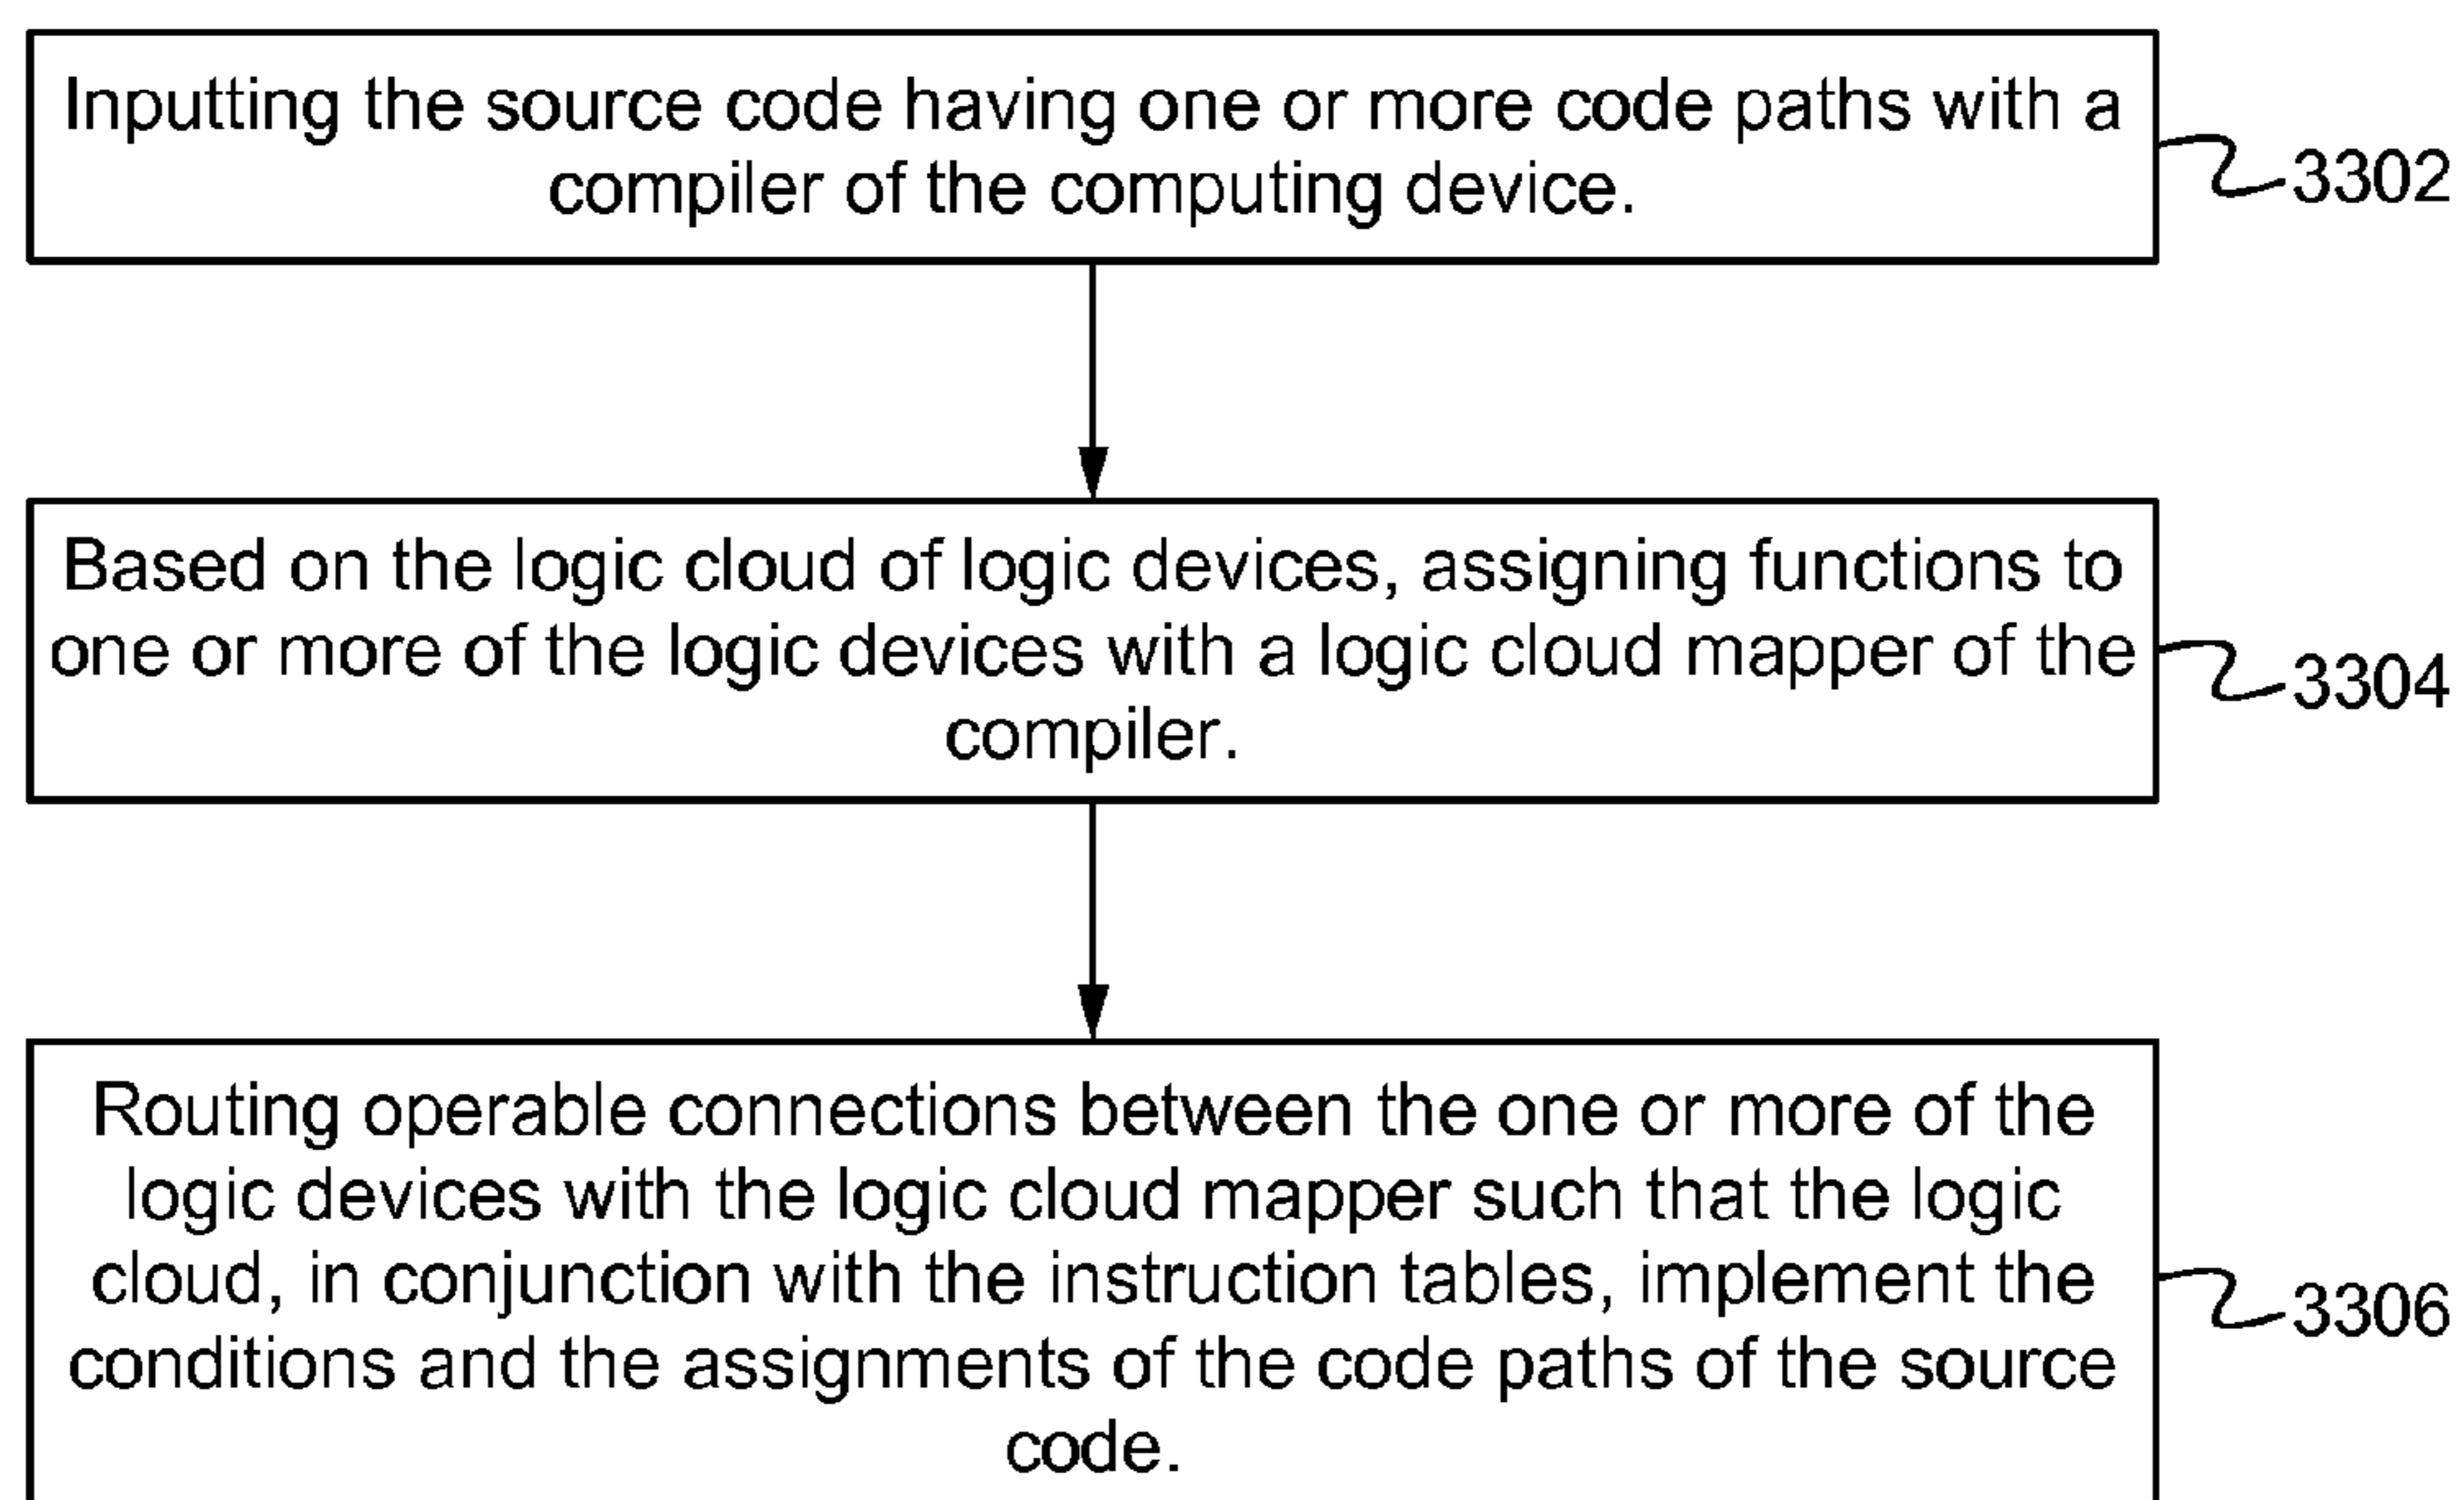 Inputting the source code having one or more code paths with a
compiler of the computing device.
3302
Based on the logic cloud of logic devices, assigning functions to
one or more of the logic devices with a logic cloud mapper of the
compiler.
3304
Routing operable connections between the one or more of the
logic devices with the logic cloud mapper such that the logic
cloud, in conjunction with the instruction tables, implement the
conditions and the assignments of the code paths of the source
code.
3306